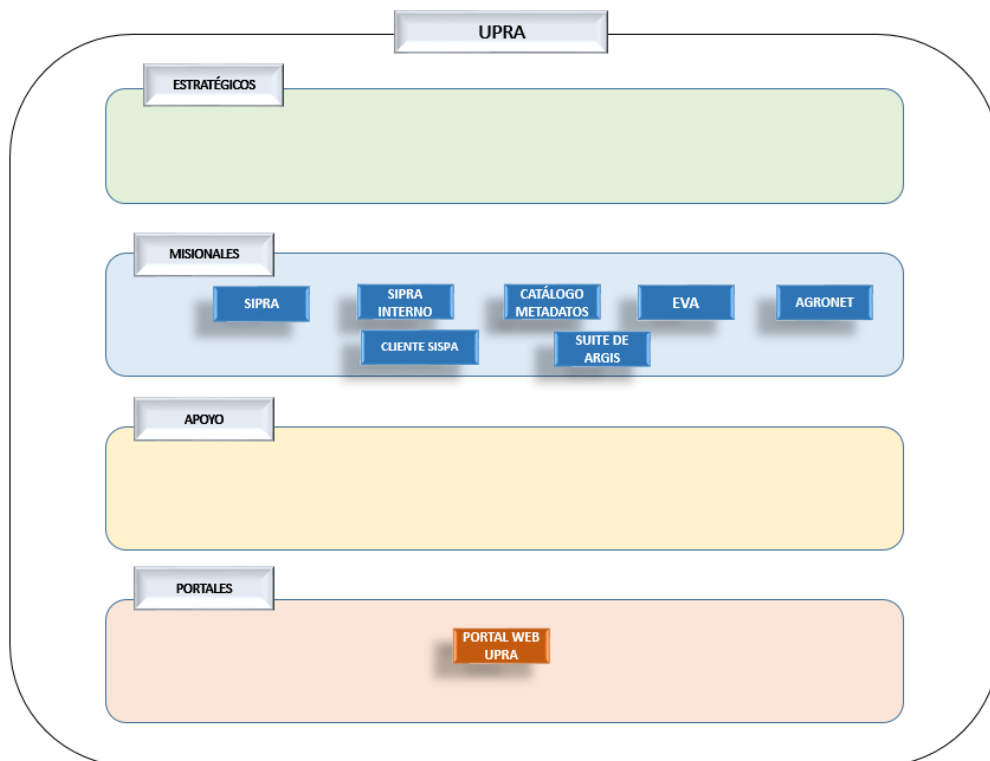 UPRA
ESTRATÉGICOS
MISIONALES
SIPRA
SIPRA
INTERNO
CATÁLOGO
METADATOS
EVA
AGRONET
CLIENTE SISPA
SUITE DE
ARGIS
APOYO
PORTALES
PORTAL WEB
UPRA